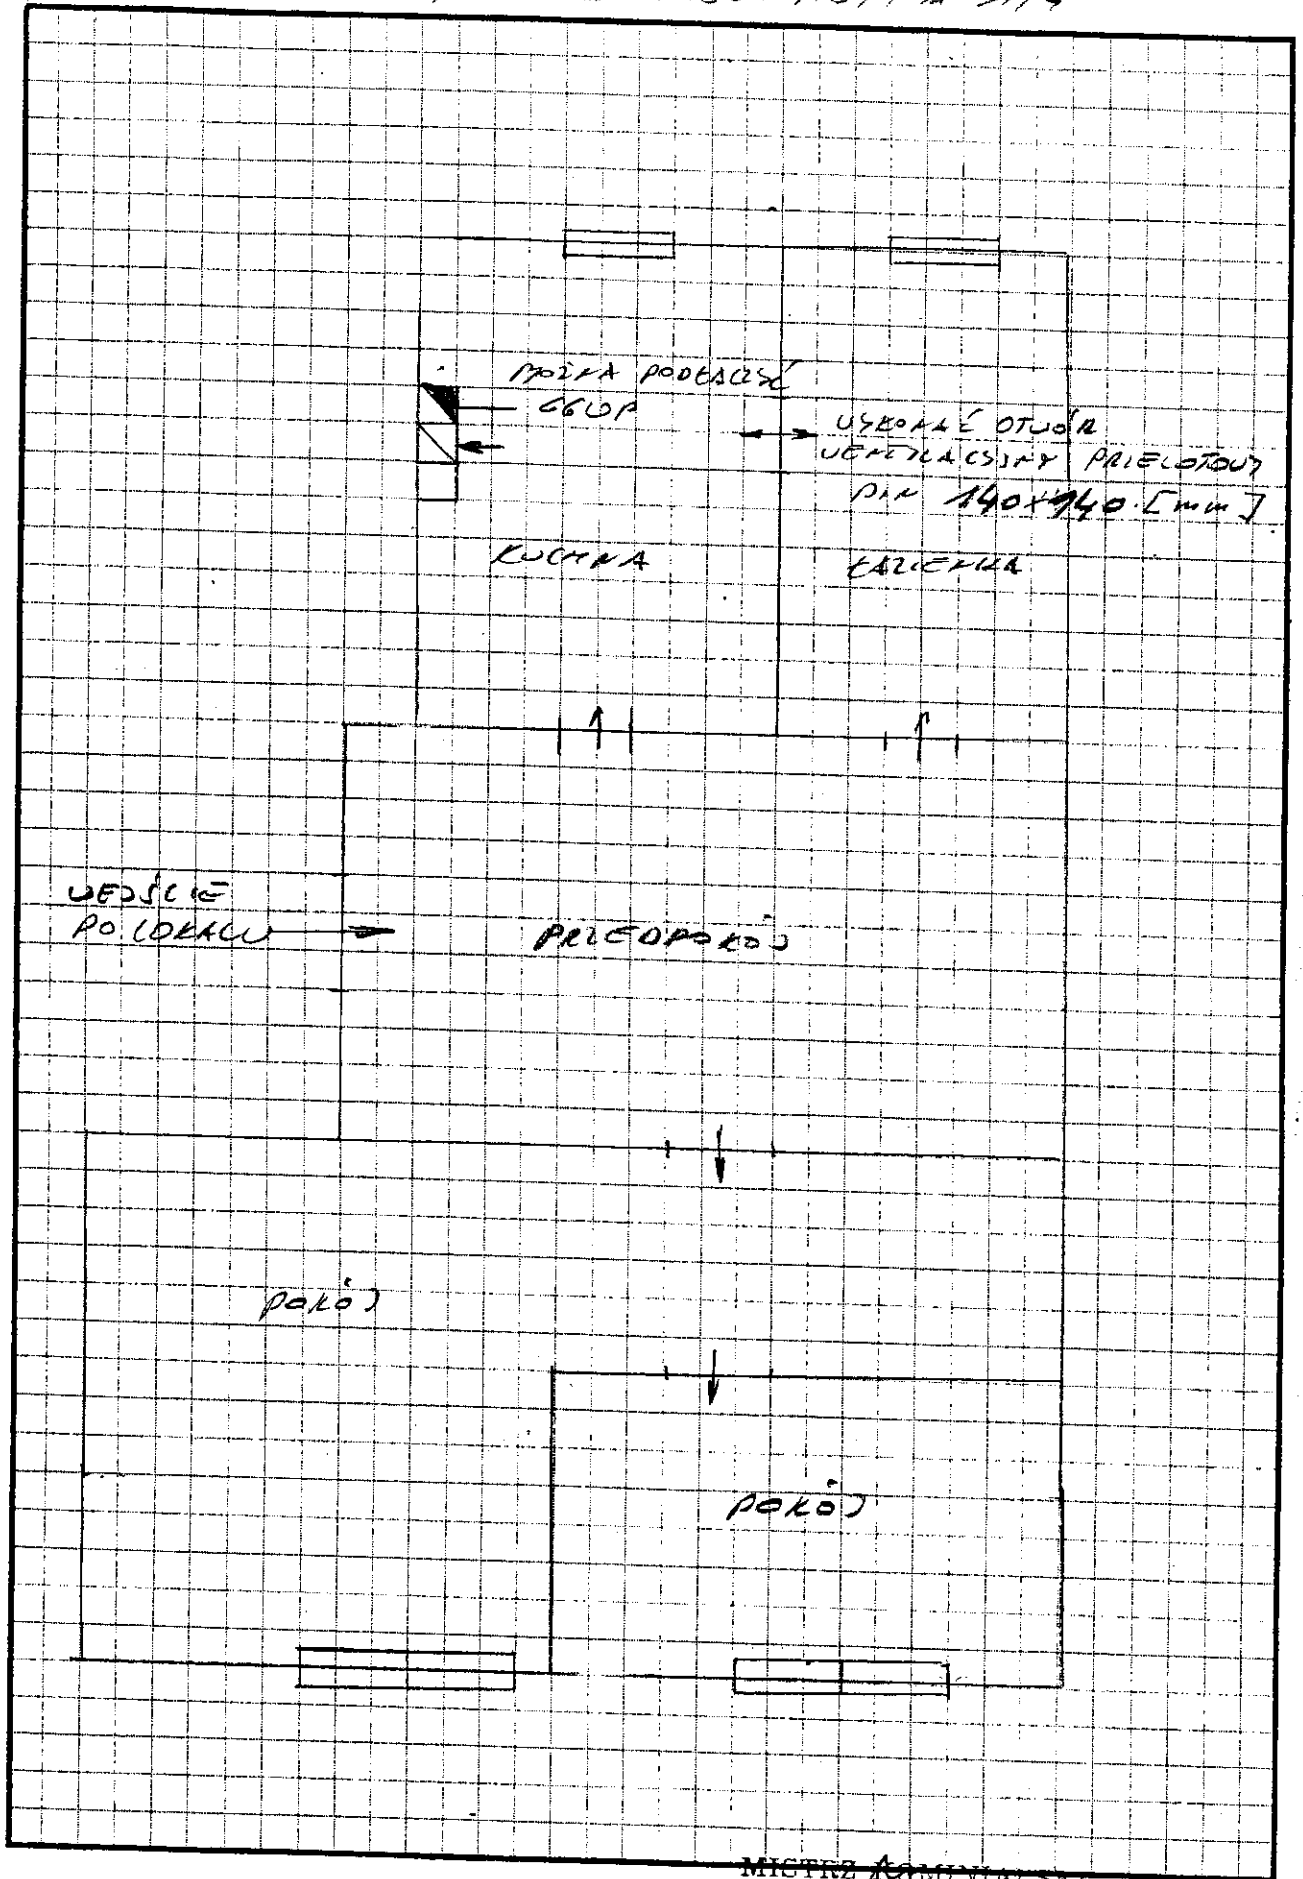 MOŻNA PODŁĄCZYĆ
GGWP
WYKONAĆ OTWÓR
WENTYLACYJNY PRZELOTOWY
MIN 140×140 [mm]
KUCHNIA
ŁAZIENKA
WEJŚCIE
DO LOKALU
PRZEDPOKÓJ
POKÓJ
POKÓJ
MISTRZ